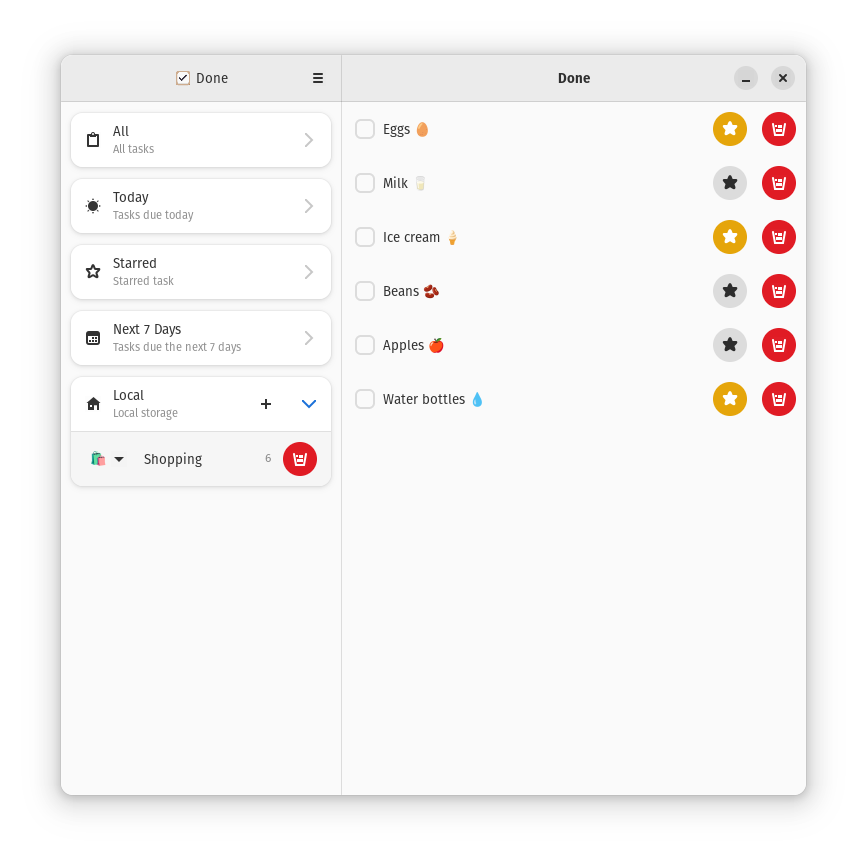 Done
Done
All
All tasks
Today
Tasks due today
Starred
Starred task
Next 7 Days
Tasks due the next 7 days
Local
Local storage
Shopping 6
Eggs 🥚
Milk 🥛
Ice cream 🍦
Beans 🫘
Apples 🍎
Water bottles 💧